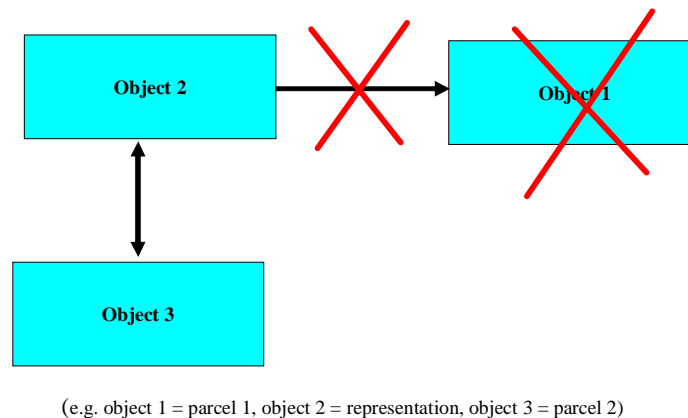 Object 2
Object 1
Object 3
(e.g. object 1 = parcel 1, object 2 = representation, object 3 = parcel 2)